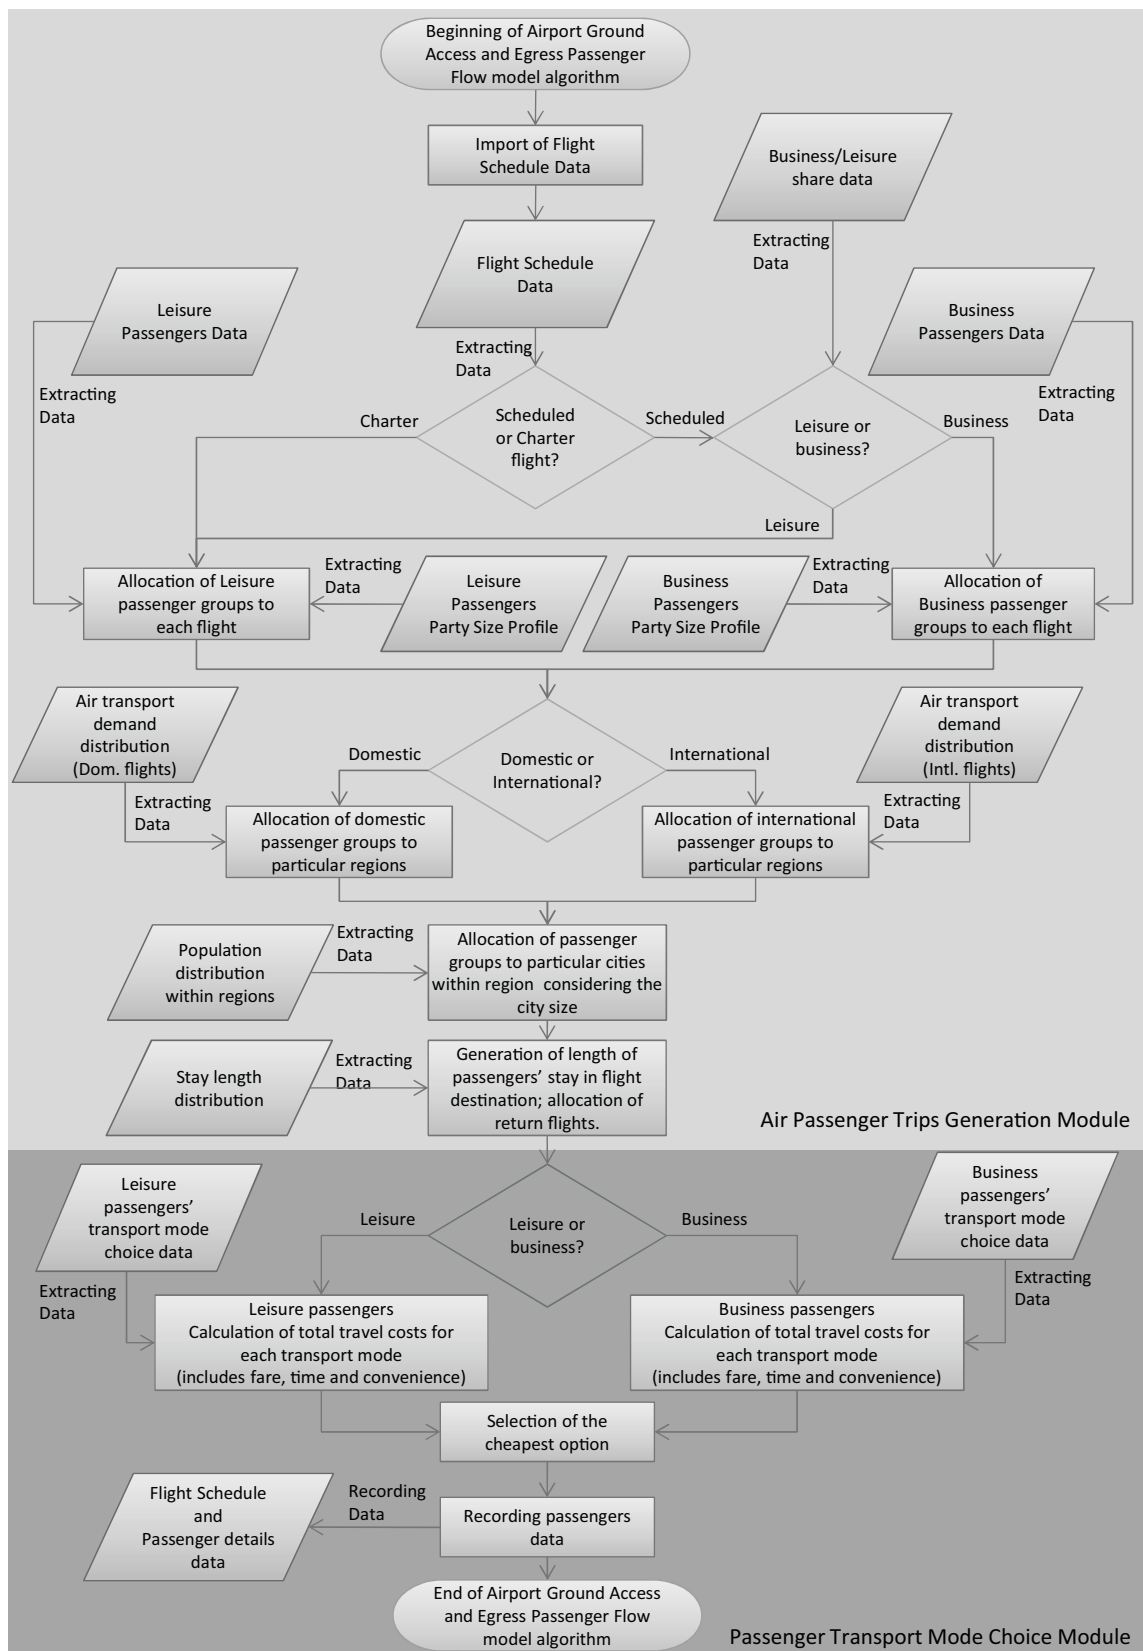 Beginning of Airport Ground
Access and Egress Passenger
Flow model algorithm
Import of Flight
Schedule Data
Business/Leisure
share data
Extracting
Data
Flight Schedule
Data
Leisure
Passengers Data
Business
Passengers Data
Extracting
Data
Extracting
Data
Extracting
Data
Charter
Scheduled
or Charter
flight?
Scheduled
Leisure or
business?
Business
Leisure
Allocation of Leisure
passenger groups to
each flight
Extracting
Data
Leisure
Passengers
Party Size Profile
Business
Passengers
Party Size Profile
Extracting
Data
Allocation of
Business passenger
groups to each flight
Air transport
demand
distribution
(Dom. flights)
Domestic
Domestic or
International?
International
Air transport
demand
distribution
(Intl. flights)
Extracting
Data
Allocation of domestic
passenger groups to
particular regions
Allocation of international
passenger groups to
particular regions
Extracting
Data
Population
distribution
within regions
Extracting
Data
Allocation of passenger
groups to particular cities
within region considering the
city size
Stay length
distribution
Extracting
Data
Generation of length of
passengers’ stay in flight
destination; allocation of
return flights.
Air Passenger Trips Generation Module
Leisure
passengers’
transport mode
choice data
Leisure
Leisure or
business?
Business
Business
passengers’
transport mode
choice data
Extracting
Data
Leisure passengers
Calculation of total travel costs for
each transport mode
(includes fare, time and convenience)
Business passengers
Calculation of total travel costs for
each transport mode
(includes fare, time and convenience)
Extracting
Data
Selection of the
cheapest option
Flight Schedule
and
Passenger details
data
Recording
Data
Recording passengers
data
End of Airport Ground Access
and Egress Passenger Flow
model algorithm
Passenger Transport Mode Choice Module